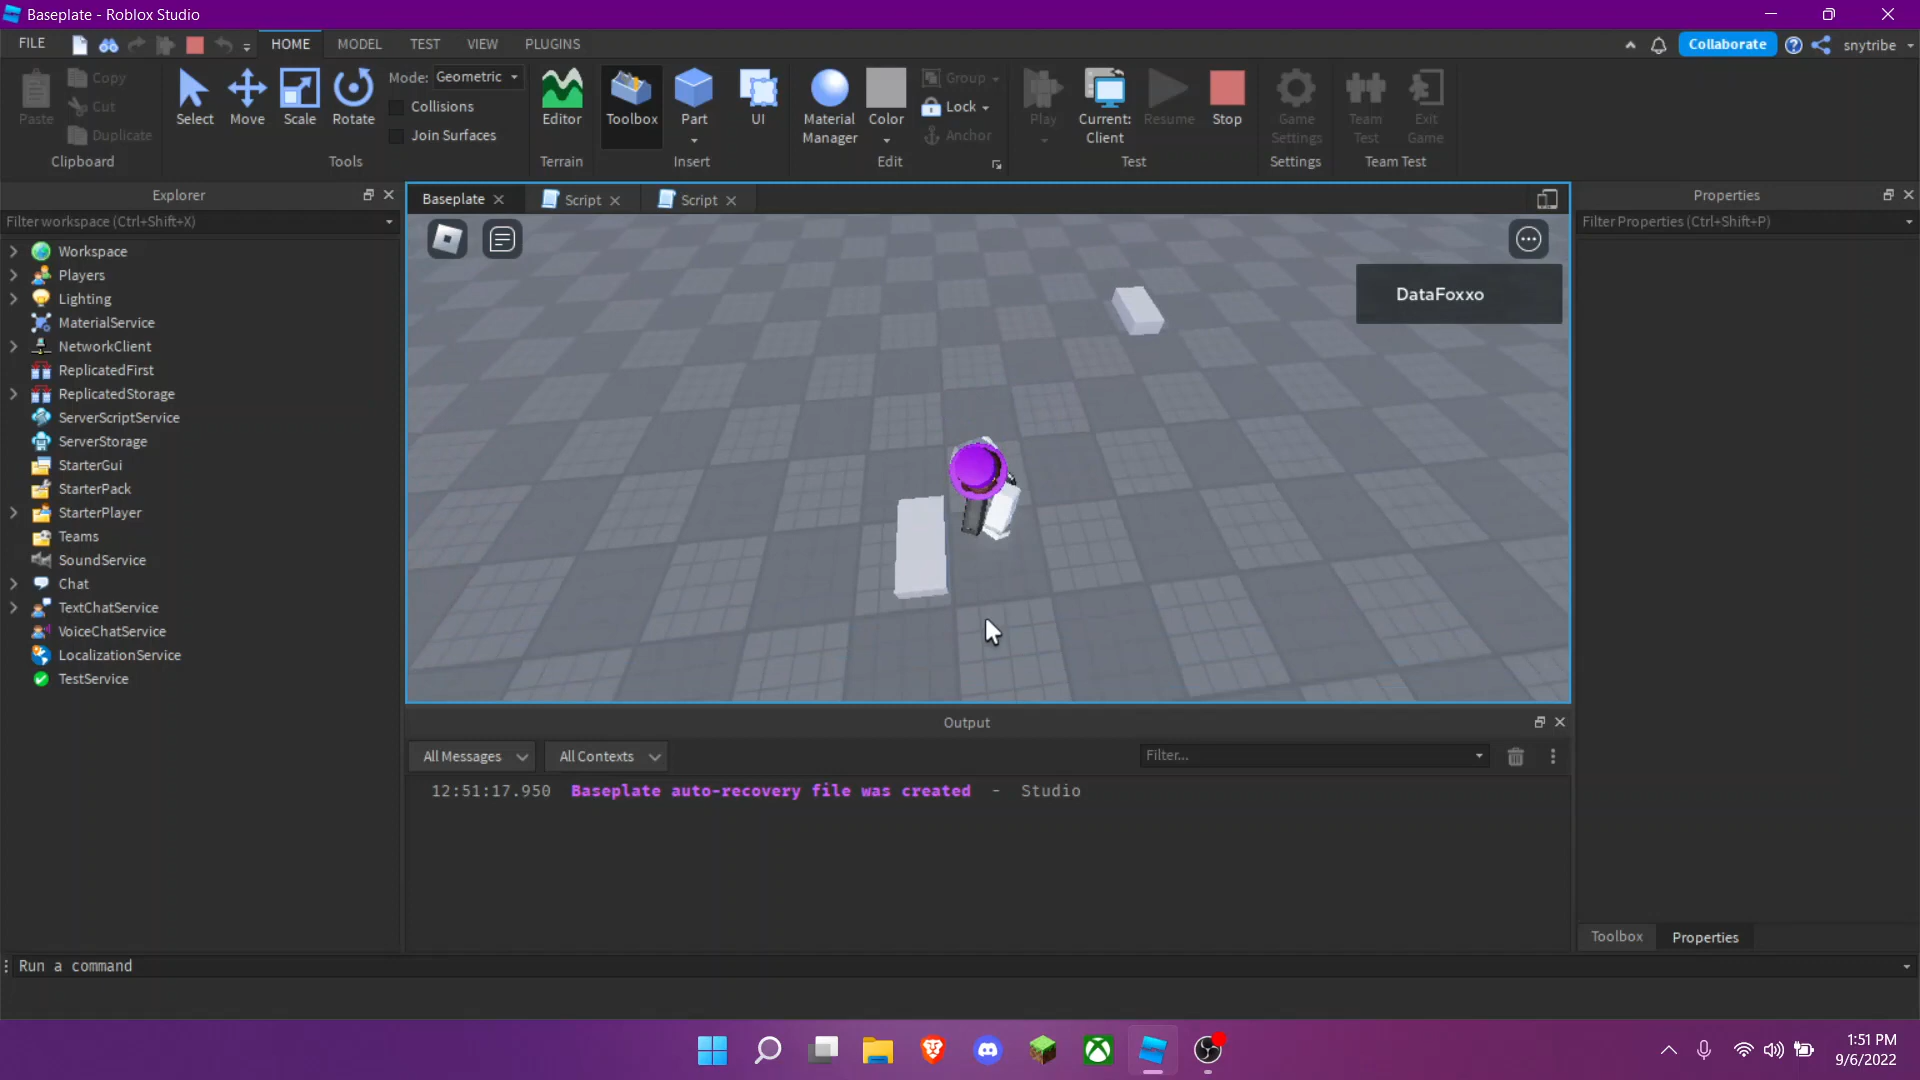 Baseplate - Roblox Studio
FILE
HOME
MODEL
TEST
VIEW
PLUGINS
Collaborate
snytribe
Paste
Copy
Cut
Duplicate
Clipboard
Select
Move
Scale
Rotate
Mode: Geometric
Collisions
Join Surfaces
Tools
Editor
Terrain
Toolbox
Part
UI
Insert
Material
Manager
Color
Group
Lock
Anchor
Edit
Play
Current:
Client
Resume
Stop
Test
Game
Settings
Settings
Team
Test
Exit
Game
Team Test
Explorer
Filter workspace (Ctrl+Shift+X)
Workspace
Players
Lighting
MaterialService
NetworkClient
ReplicatedFirst
ReplicatedStorage
ServerScriptService
ServerStorage
StarterGui
StarterPack
StarterPlayer
Teams
SoundService
Chat
TextChatService
VoiceChatService
LocalizationService
TestService
Baseplate
Script
Script
DataFoxxo
Properties
Filter Properties (Ctrl+Shift+P)
Output
All Messages
All Contexts
Filter...
12:51:17.950 Baseplate auto-recovery file was created - Studio
Toolbox
Properties
Run a command
1:51 PM
9/6/2022